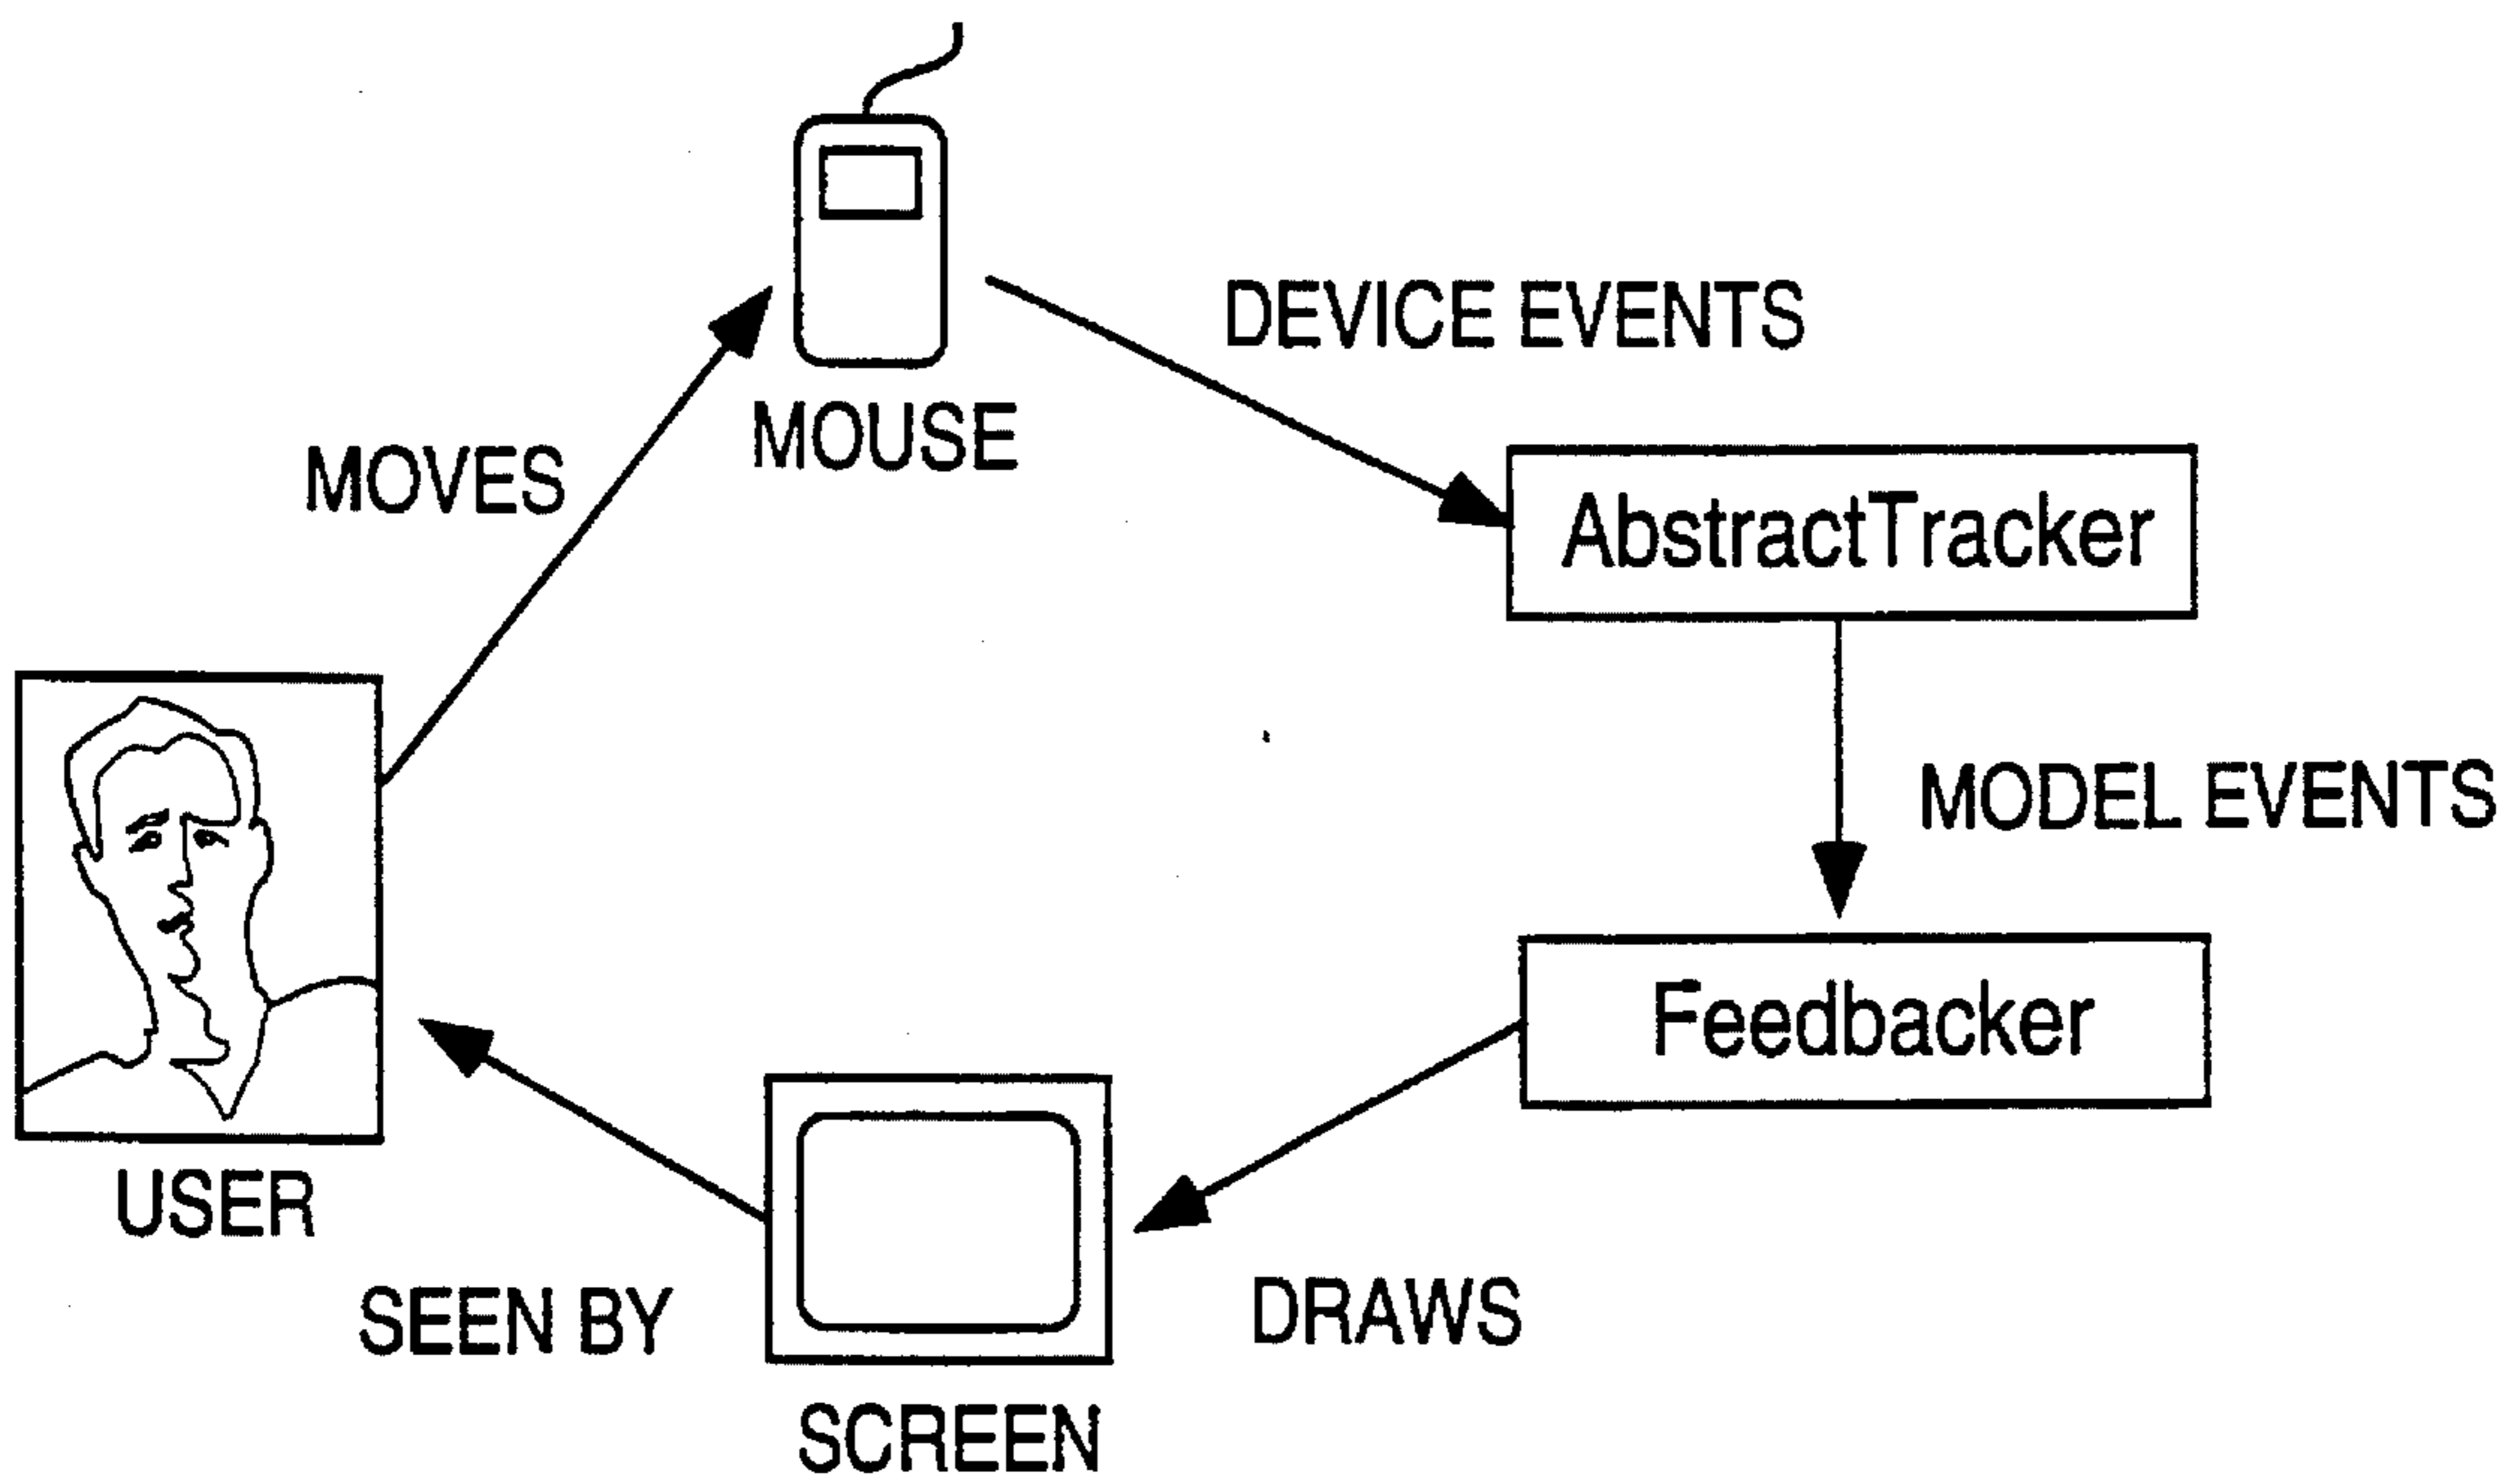 DEVICE EVENTS
MOUSE
MOVES
AbstractTracker
MODEL EVENTS
Feedbacker
USER
SEEN BY
DRAWS
SCREEN